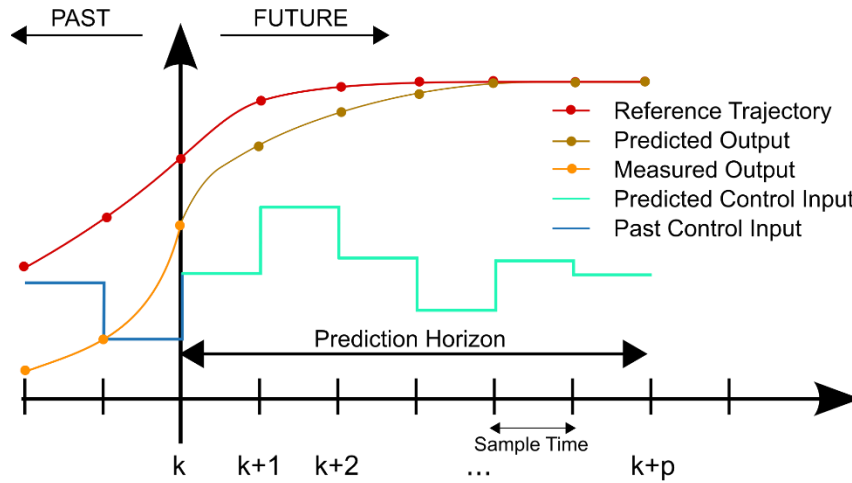 PAST
FUTURE
Reference Trajectory
Predicted Output
Measured Output
Predicted Control Input
Past Control Input
Prediction Horizon
Sample Time
k
k+1
k+2
...
k+p